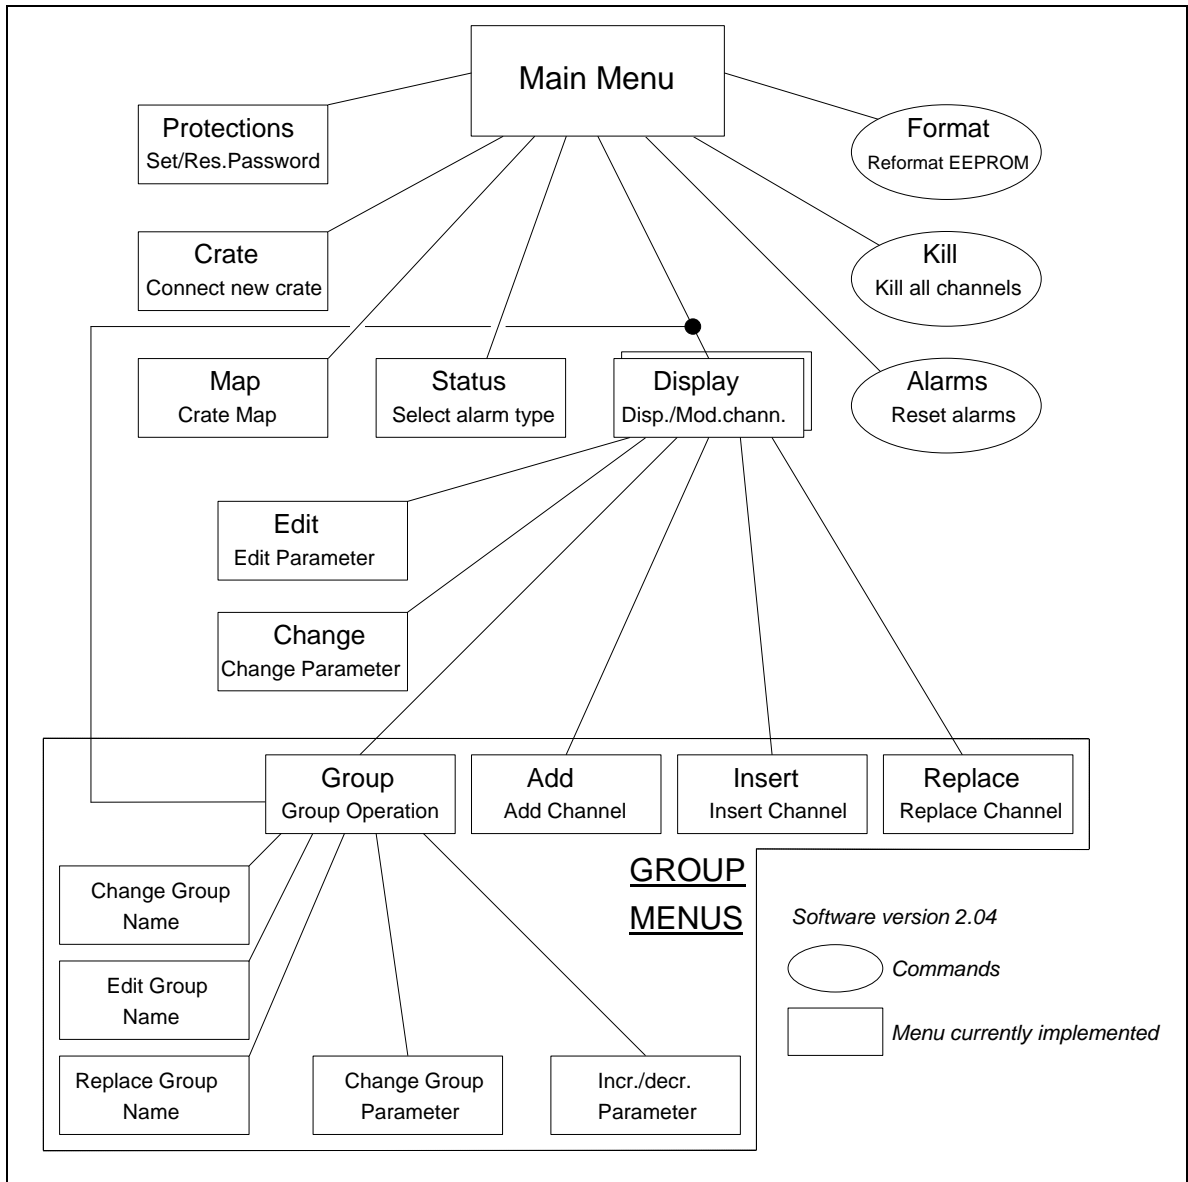 Main Menu
Protections
Set/Res.Password
Format
Reformat EEPROM
Crate
Connect new crate
Kill
Kill all channels
Map
Crate Map
Status
Select alarm type
Display
Disp./Mod.chann.
Alarms
Reset alarms
Edit
Edit Parameter
Change
Change Parameter
Group
Group Operation
Add
Add Channel
Insert
Insert Channel
Replace
Replace Channel
GROUP
MENUS
Change Group
Name
Edit Group
Name
Replace Group
Name
Change Group
Parameter
Incr./decr.
Parameter
Software version 2.04
Commands
Menu currently implemented